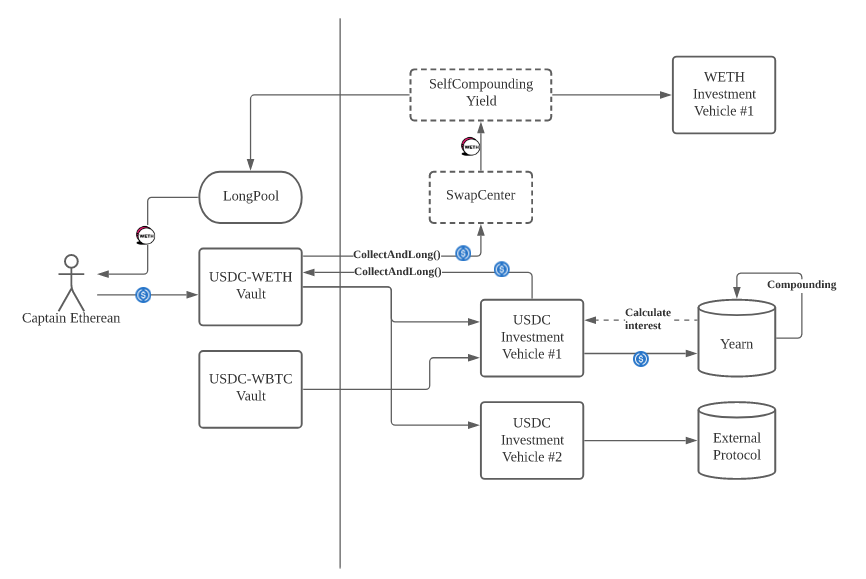 SelfCompounding
Yield
WETH
Investment
Vehicle #1
WETH
LongPool
SwapCenter
WETH
CollectAndLong()
CollectAndLong()
USDC-WETH
Vault
Captain Etherean
USDC
Investment
Vehicle #1
Calculate
interest
Compounding
Yearn
USDC-WBTC
Vault
USDC
Investment
Vehicle #2
External
Protocol